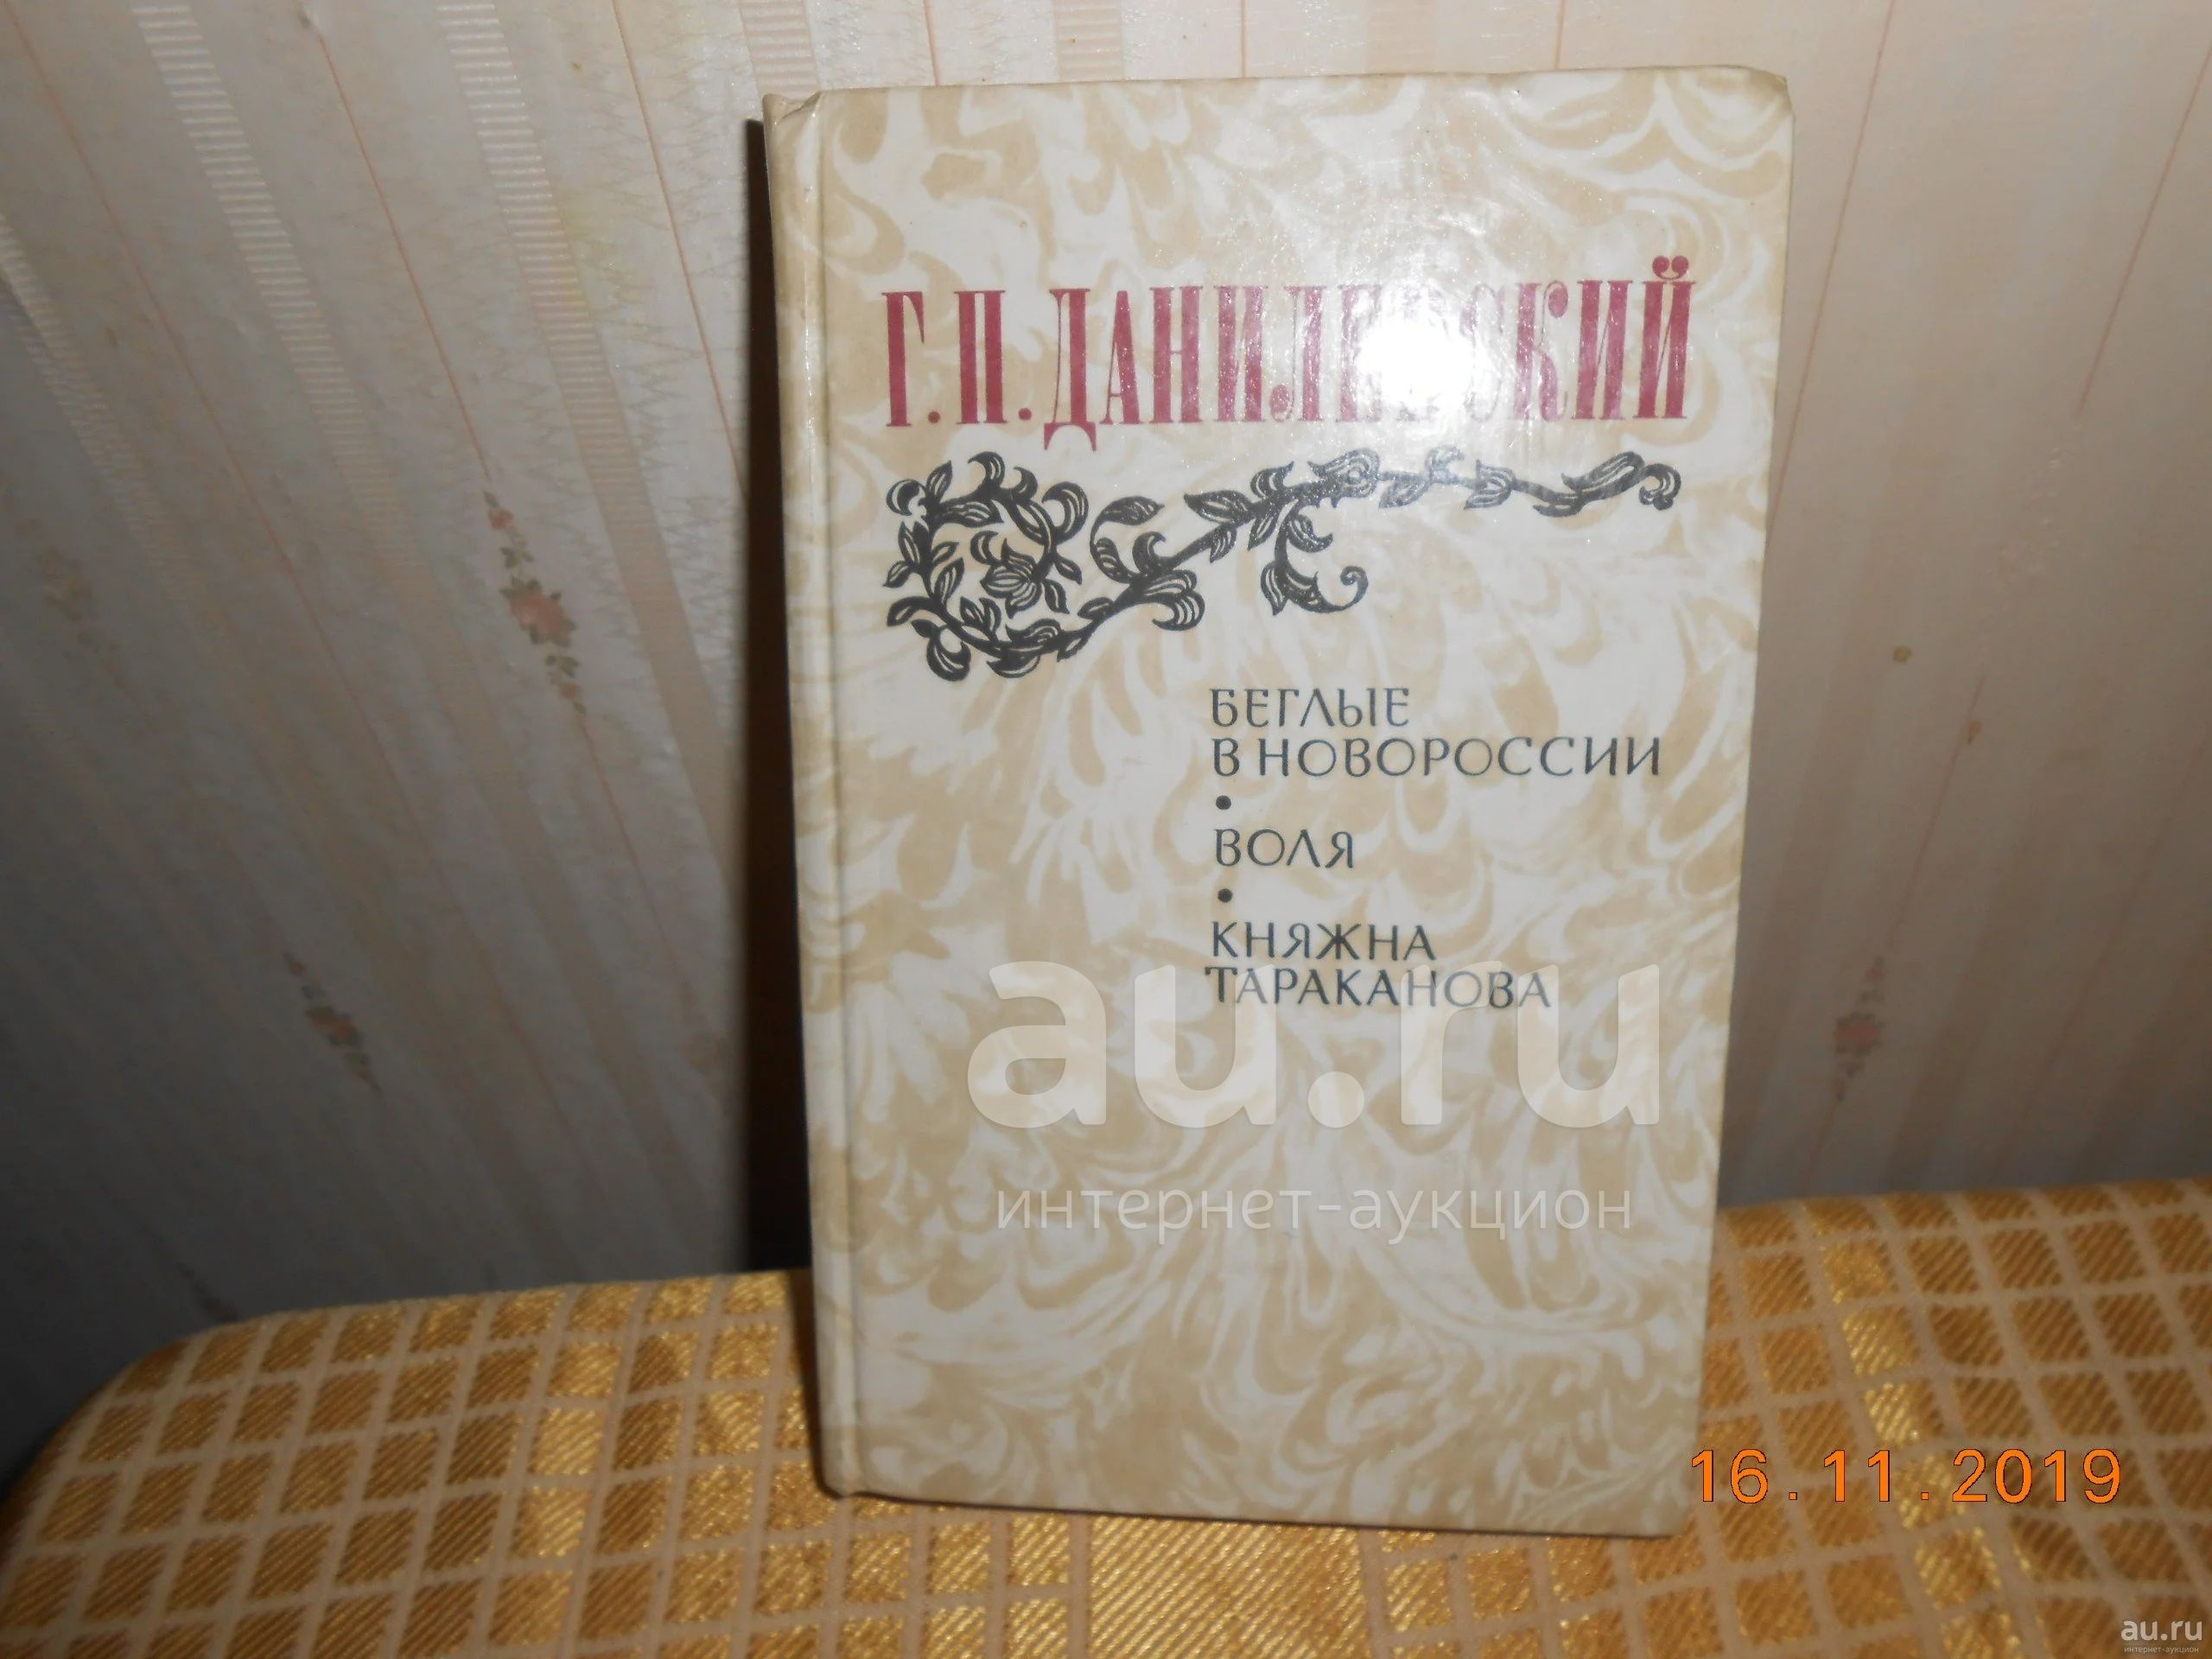 Г.П.ДАНИЛЕВСКИЙ
БЕГЛЫЕ
В НОВОРОССИИ
•
ВОЛЯ
•
КНЯЖНА
ТАРАКАНОВА
au.ru
интернет-аукцион
16.11.2019
au.ru
интернет-аукцион